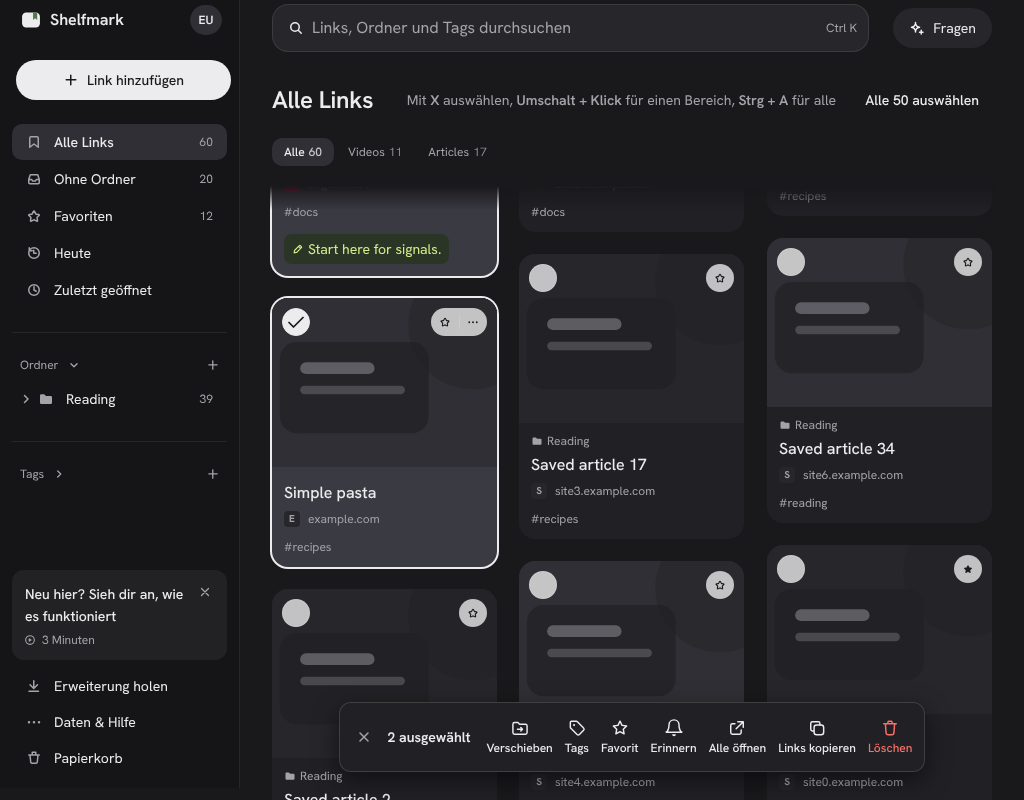 Shelfmark
EU
Link hinzufügen
Alle Links 60
Ohne Ordner 20
Favoriten 12
Heute
Zuletzt geöffnet
Ordner
Reading 39
Tags
Neu hier? Sieh dir an, wie
es funktioniert
3 Minuten
Erweiterung holen
Daten & Hilfe
Papierkorb
Links, Ordner und Tags durchsuchen
Ctrl K
Fragen
Alle Links
Mit X auswählen, Umschalt + Klick für einen Bereich, Strg + A für alle
Alle 50 auswählen
Alle 60
Videos 11
Articles 17
#docs
Start here for signals.
Simple pasta
E example.com
#recipes
Reading
Saved article 2
#docs
Reading
Saved article 17
S site3.example.com
#recipes
S site4.example.com
#recipes
Reading
Saved article 34
S site6.example.com
#reading
S site0.example.com
2 ausgewählt
Verschieben
Tags
Favorit
Erinnern
Alle öffnen
Links kopieren
Löschen